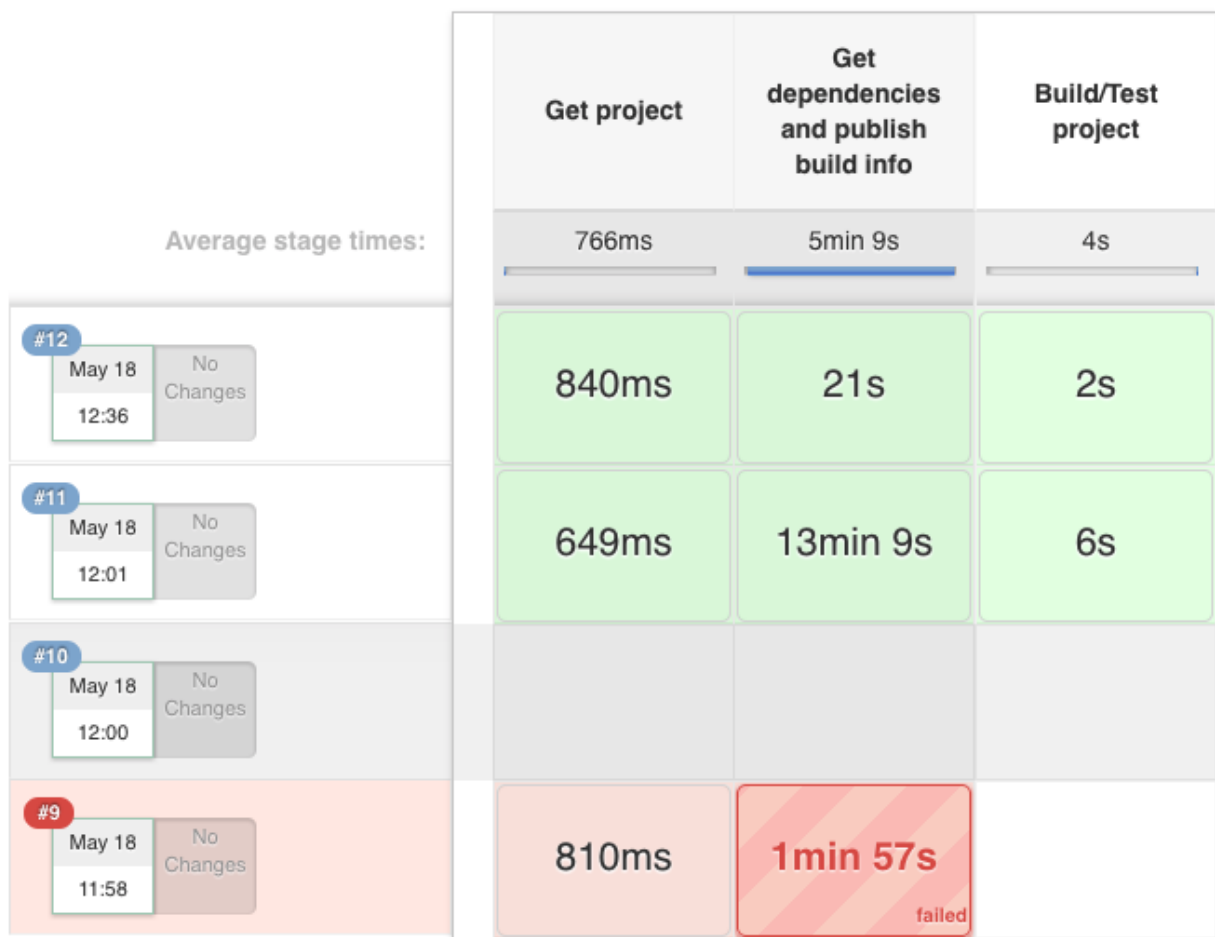 Get project
Get
dependencies
and publish
build info
Build/Test
project
Average stage times:
766ms
5min 9s
4s
#12
May 18
12:36
No
Changes
840ms
21s
2s
#11
May 18
12:01
No
Changes
649ms
13min 9s
6s
#10
May 18
12:00
No
Changes
#9
May 18
11:58
No
Changes
810ms
1min 57s
failed